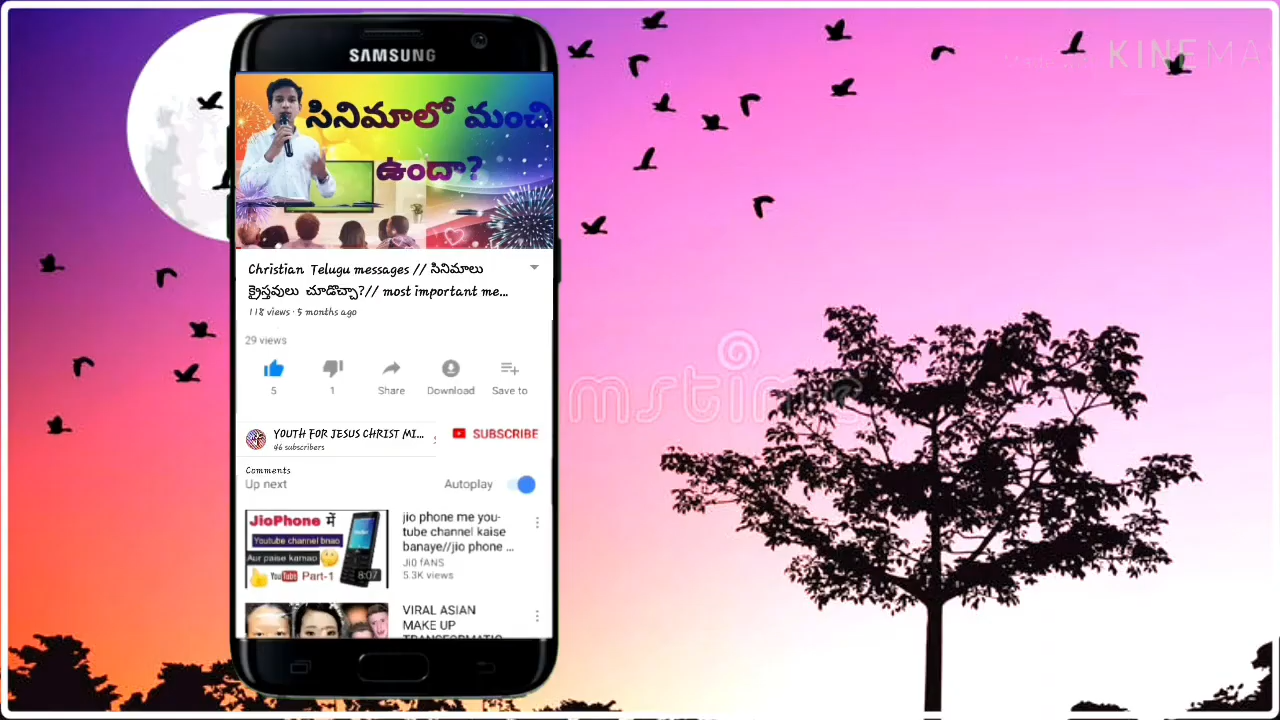 KINEMA
SAMSUNG
సినిమాలో మంచి
ఉందా?
Christian Telugu messages // సినిమాలు
క్రైస్తవులు చూడొచ్చా?// most important me...
118 views · 5 months ago
29 views
5
1
Share
Download
Save to
YOUTH FOR JESUS CHRIST MI...
46 subscribers
SUBSCRIBE
Comments
Up next
Autoplay
JioPhone में
Youtube channel bnao
Aur paise kamao
YouTube Part-1
8:07
jio phone me you-
tube channel kaise
banaye//jio phone ...
JiO fANS
5.3K views
VIRAL ASIAN
MAKE UP
TRANSFORMATIO
mstime